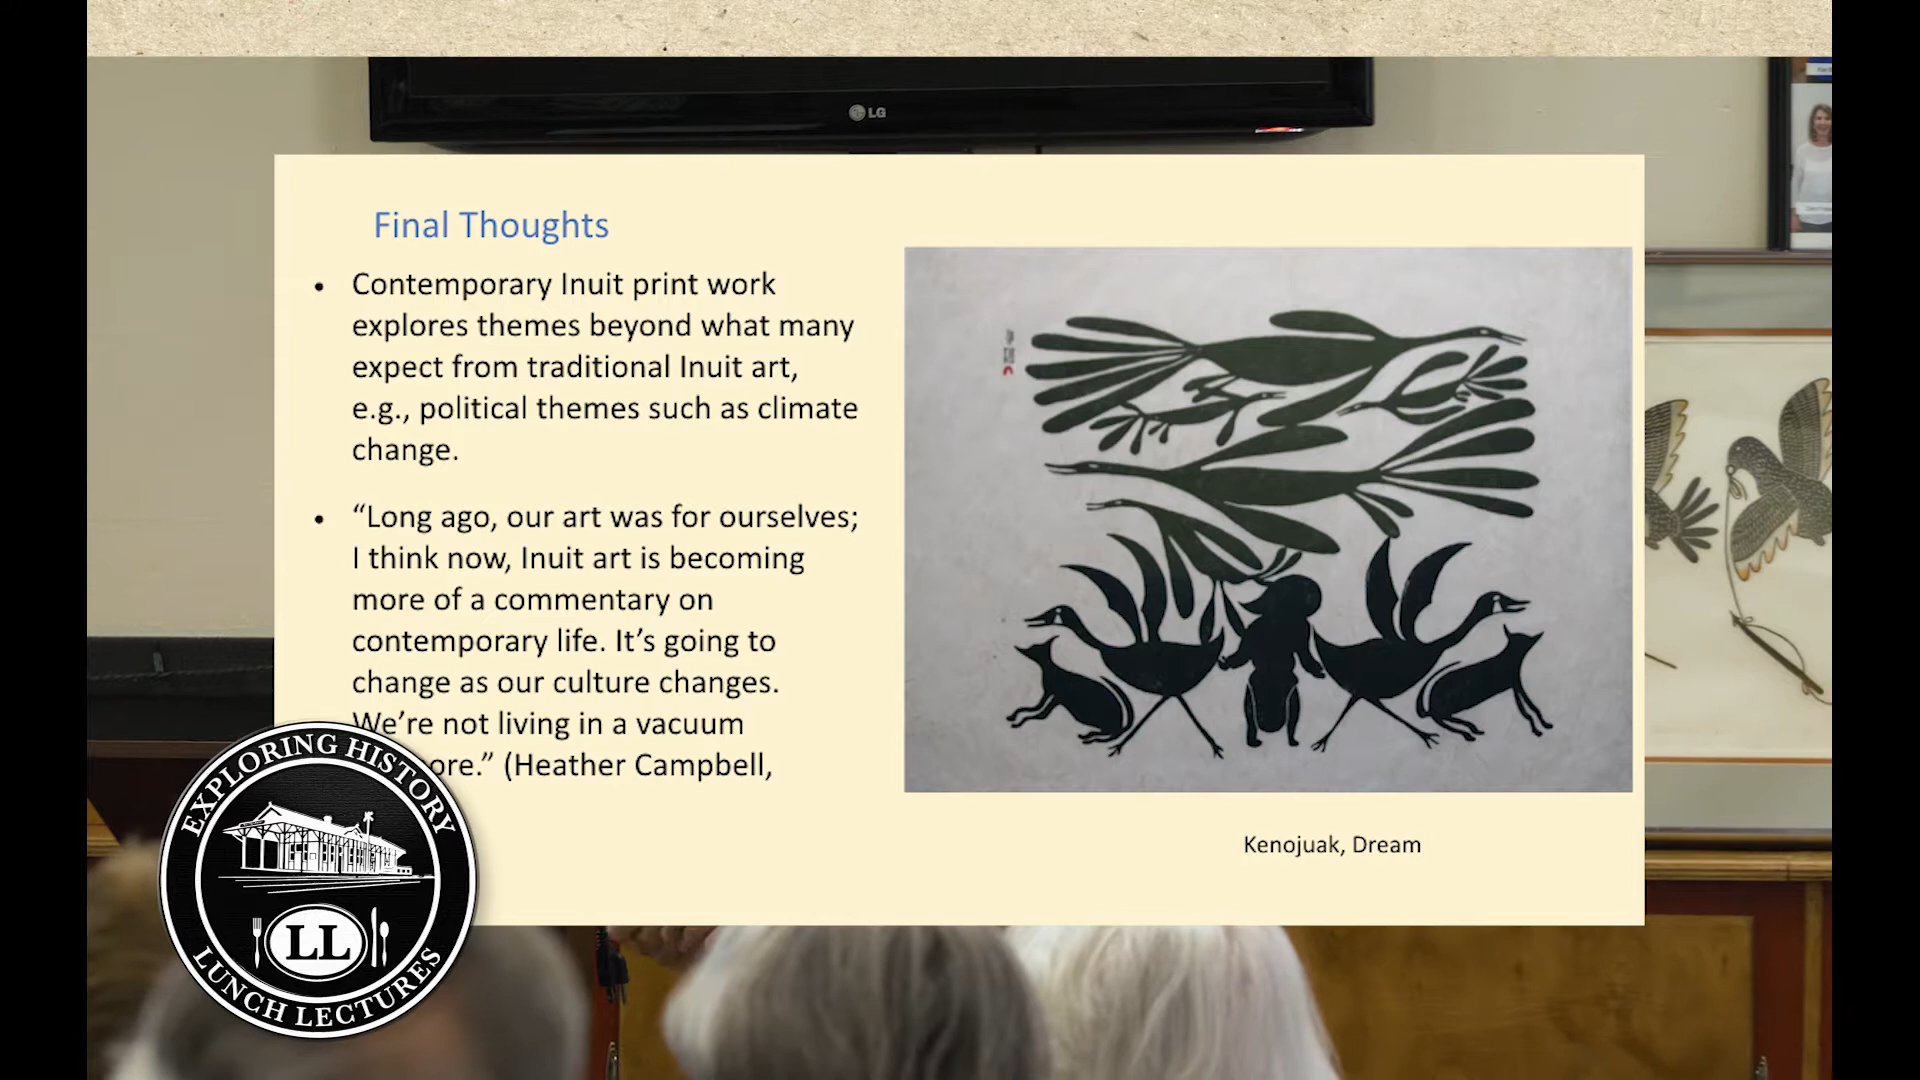 LG
Final Thoughts
• Contemporary Inuit print work
explores themes beyond what many
expect from traditional Inuit art,
e.g., political themes such as climate
change.
• “Long ago, our art was for ourselves;
I think now, Inuit art is becoming
more of a commentary on
contemporary life. It’s going to
change as our culture changes.
We’re not living in a vacuum
ore.” (Heather Campbell,
Kenojuak, Dream
EXPLORING HISTORY
LL
LUNCH LECTURES